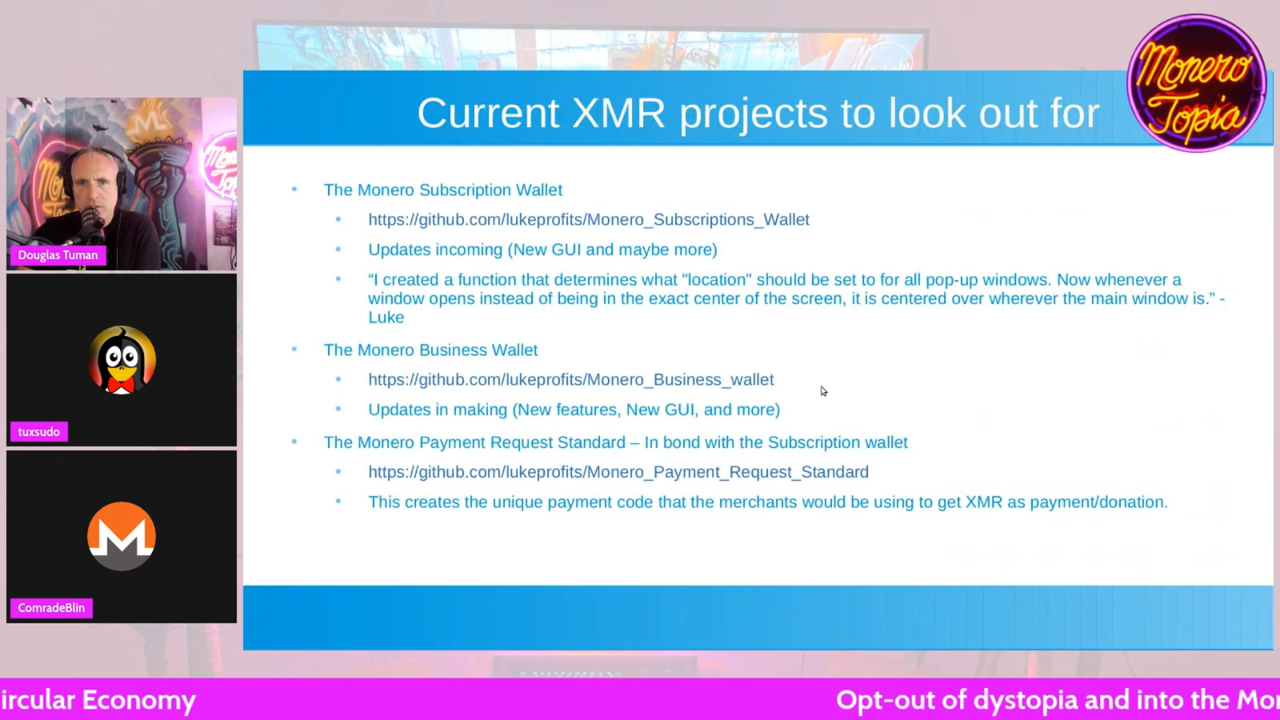 Current XMR projects to look out for
Monero
Topia
The Monero Subscription Wallet
https://github.com/lukeprofits/Monero_Subscriptions_Wallet
Updates incoming (New GUI and maybe more)
“I created a function that determines what "location" should be set to for all pop-up windows. Now whenever a
window opens instead of being in the exact center of the screen, it is centered over wherever the main window is.” -
Luke
The Monero Business Wallet
https://github.com/lukeprofits/Monero_Business_wallet
Updates in making (New features, New GUI, and more)
The Monero Payment Request Standard – In bond with the Subscription wallet
https://github.com/lukeprofits/Monero_Payment_Request_Standard
This creates the unique payment code that the merchants would be using to get XMR as payment/donation.
Douglas Tuman
tuxsudo
ComradeBlin
ircular Economy
Opt-out of dystopia and into the Mo